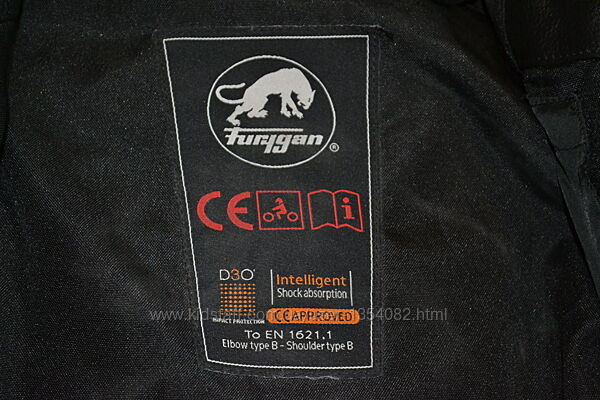 Furygan®
CE i
D3O®
IMPACT PROTECTION
Intelligent
Shock absorption
CE APPROVED
To EN 1621.1
Elbow type B - Shoulder type B